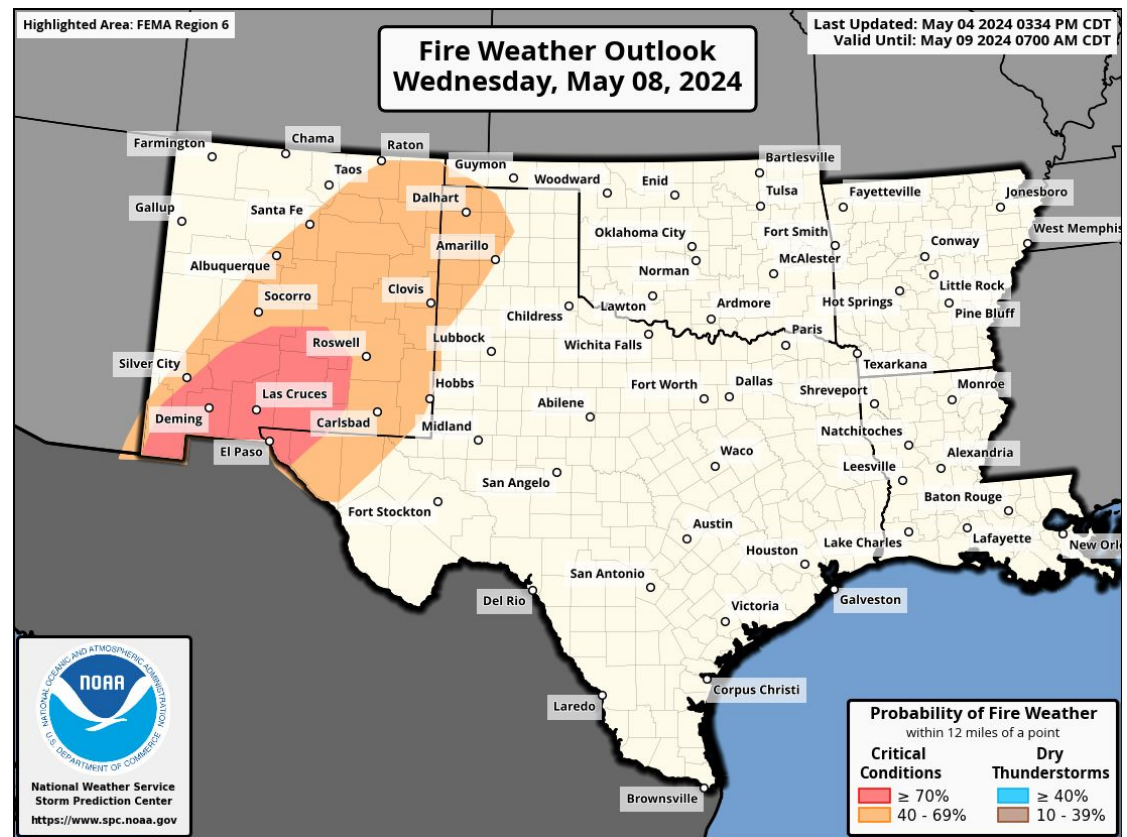 Highlighted Area: FEMA Region 6
Last Updated: May 04 2024 0334 PM CDT
Valid Until: May 09 2024 0700 AM CDT
Fire Weather Outlook
Wednesday, May 08, 2024
Farmington
Chama
Raton
Taos
Guymon
Woodward
Enid
Bartlesville
Tulsa
Fayetteville
Jonesboro
Gallup
Santa Fe
Dalhart
West Memphis
Amarillo
Oklahoma City
Fort Smith
Conway
Albuquerque
Norman
McAlester
Little Rock
Socorro
Clovis
Childress
Lawton
Ardmore
Hot Springs
Pine Bluff
Roswell
Lubbock
Wichita Falls
Paris
Silver City
Texarkana
Hobbs
Fort Worth
Dallas
Shreveport
Monroe
Las Cruces
Deming
Carlsbad
Midland
Abilene
Natchitoches
El Paso
Waco
Leesville
Alexandria
San Angelo
Baton Rouge
Fort Stockton
Austin
Houston
Lake Charles
Lafayette
New Orl
San Antonio
Del Rio
Victoria
Galveston
Laredo
Corpus Christi
Brownsville
NATIONAL OCEANIC AND ATMOSPHERIC ADMINISTRATION
NOAA
U.S. DEPARTMENT OF COMMERCE
National Weather Service
Storm Prediction Center
https://www.spc.noaa.gov
Probability of Fire Weather
within 12 miles of a point
Critical Conditions
≥ 70%
40 - 69%
Dry Thunderstorms
≥ 40%
10 - 39%